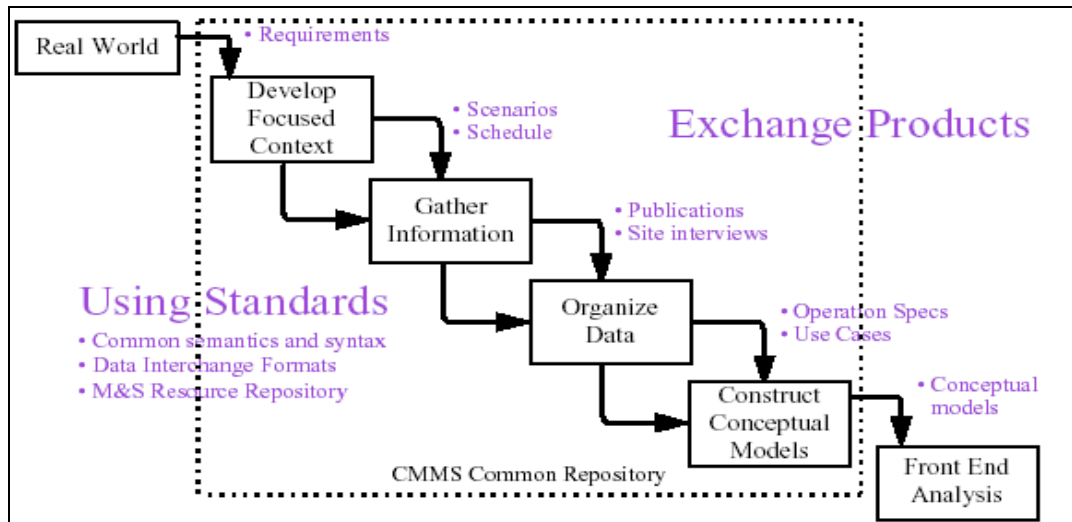 Real World
• Requirements
Develop
Focused
Context
• Scenarios
• Schedule
Exchange Products
Gather
Information
• Publications
• Site interviews
Using Standards
• Common semantics and syntax
• Data Interchange Formats
• M&S Resource Repository
Organize
Data
• Operation Specs
• Use Cases
Construct
Conceptual
Models
• Conceptual
models
CMMS Common Repository
Front End
Analysis